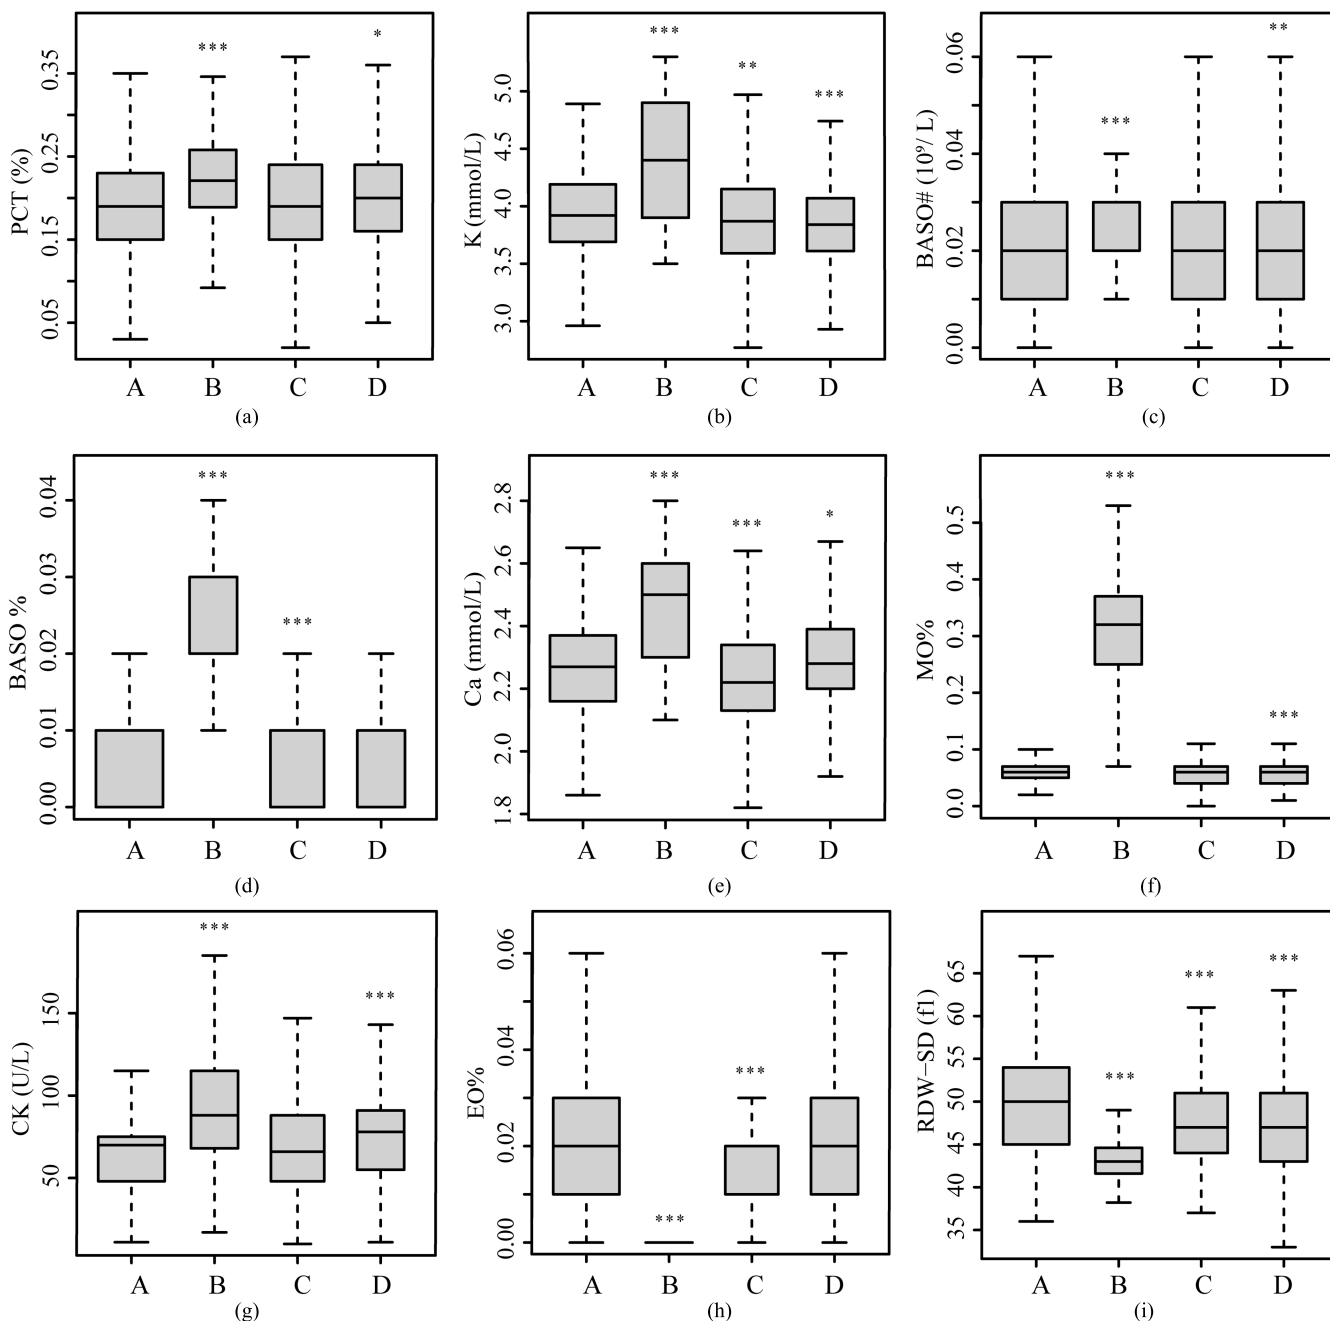 PCT (%)
0.05 0.15 0.25 0.35
*** *
A B C D
(a)
K (mmol/L)
3.0 3.5 4.0 4.5 5.0
*** ** ***
A B C D
(b)
BASO# (10⁹/ L)
0.00 0.02 0.04 0.06
*** **
A B C D
(c)
BASO %
0.00 0.01 0.02 0.03 0.04
*** ***
A B C D
(d)
Ca (mmol/L)
1.8 2.0 2.2 2.4 2.6 2.8
*** *** *
A B C D
(e)
MO%
0.0 0.1 0.2 0.3 0.4 0.5
*** ***
A B C D
(f)
CK (U/L)
50 100 150
*** ***
A B C D
(g)
EO%
0.00 0.02 0.04 0.06
*** ***
A B C D
(h)
RDW−SD (f1)
35 40 45 50 55 60 65
*** *** ***
A B C D
(i)